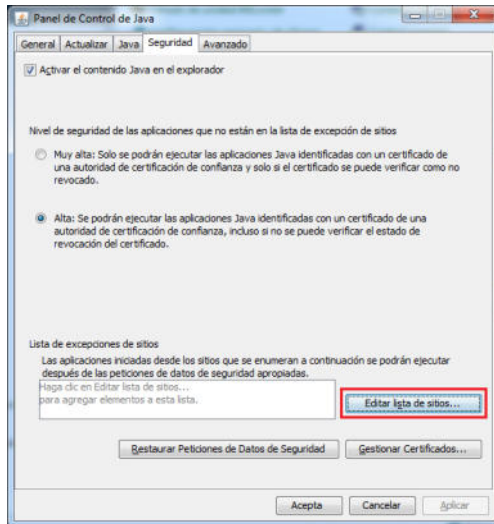 Panel de Control de Java
General Actualizar Java Seguridad Avanzado
Activar el contenido Java en el explorador
Nivel de seguridad de las aplicaciones que no están en la lista de excepción de sitios
Muy alta: Solo se podrán ejecutar las aplicaciones Java identificadas con un certificado de
una autoridad de certificación de confianza y solo si el certificado se puede verificar como no
revocado.
Alta: Se podrán ejecutar las aplicaciones Java identificadas con un certificado de una
autoridad de certificación de confianza, incluso si no se puede verificar el estado de
revocación del certificado.
Lista de excepciones de sitios
Las aplicaciones iniciadas desde los sitios que se enumeran a continuación se podrán ejecutar
después de las peticiones de datos de seguridad apropiadas.
Haga clic en Editar lista de sitios...
para agregar elementos a esta lista.
Editar lista de sitios...
Restaurar Peticiones de Datos de Seguridad Gestionar Certificados...
Acepta Cancelar Aplicar